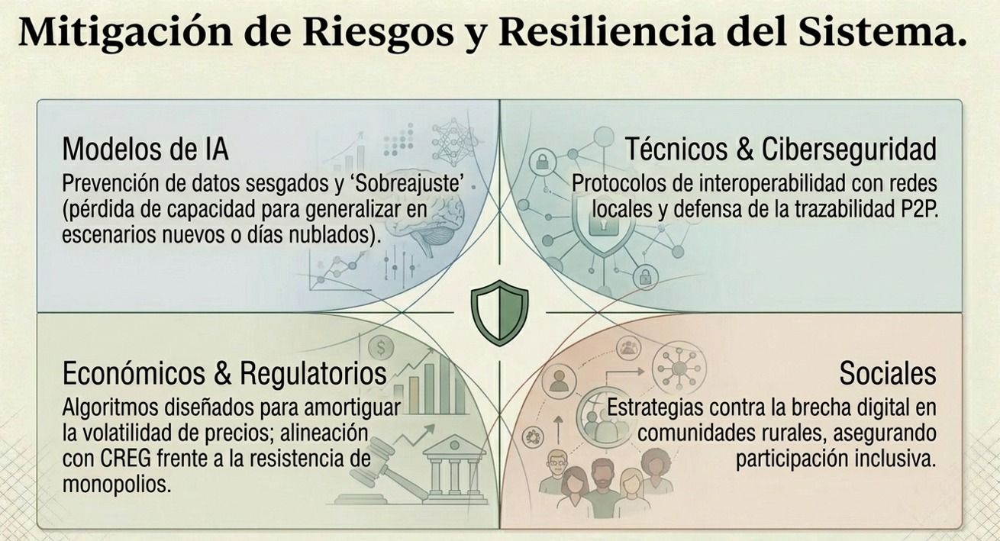 Mitigación de Riesgos y Resiliencia del Sistema.
Modelos de IA
Prevención de datos sesgados y ‘Sobreajuste’.
(pérdida de capacidad para generalizar en
escenarios nuevos o días nublados).
Técnicos & Ciberseguridad
Protocolos de interoperabilidad con redes
locales y defensa de la trazabilidad P2P.
Económicos & Regulatorios
Algoritmos diseñados para amortiguar
la volatilidad de precios; alineación
con CREG frente a la resistencia de
monopolios.
$
Sociales
Estrategias contra la brecha digital en
comunidades rurales, asegurando
participación inclusiva.